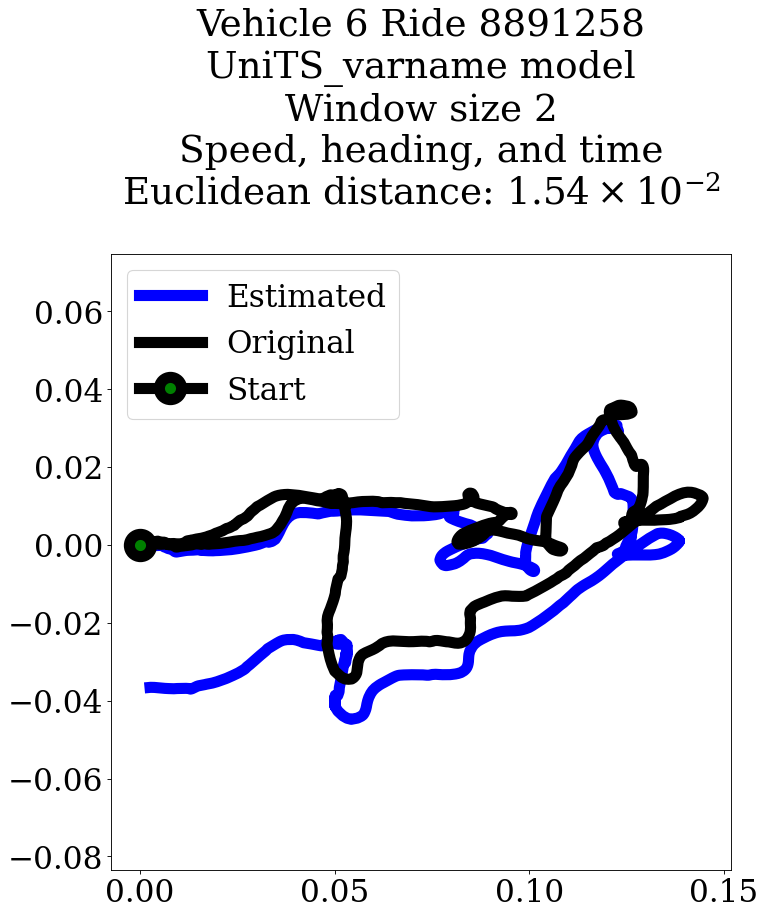 Vehicle 6 Ride 8891258
UniTS_varname model
Window size 2
Speed, heading, and time
Euclidean distance: 1.54 × 10⁻²
Estimated
Original
Start
0.06
0.04
0.02
0.00
−0.02
−0.04
−0.06
−0.08
0.00 0.05 0.10 0.15